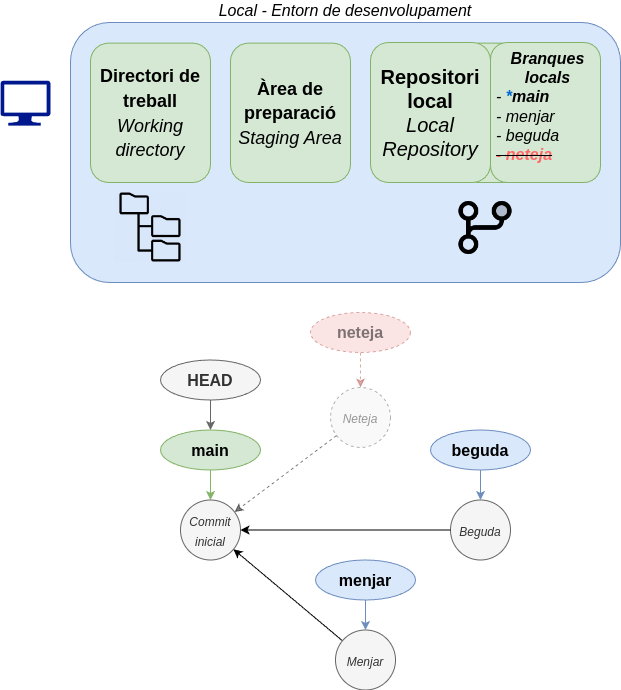 Local - Entorn de desenvolupament
Directori de
treball
Working
directory
Àrea de
preparació
Staging Area
Repositori
local
Local
Repository
Branques
locals
- *main
- menjar
- beguda
- neteja
neteja
HEAD
Neteja
main
beguda
Commit
inicial
Beguda
menjar
Menjar